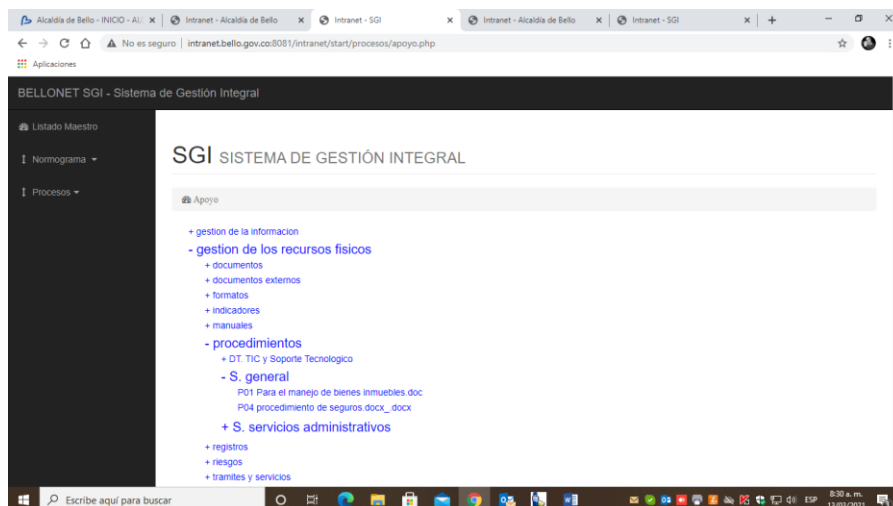 Alcaldía de Bello - INICIO - AL
Intranet - Alcaldía de Bello
Intranet - SGI
Intranet - Alcaldía de Bello
Intranet - SGI
No es seguro | intranet.bello.gov.co:8081/intranet/start/procesos/apoyo.php
Aplicaciones
BELLONET SGI - Sistema de Gestión Integral
Listado Maestro
Normograma
Procesos
SGI SISTEMA DE GESTIÓN INTEGRAL
Apoyo
+ gestion de la informacion
- gestion de los recursos fisicos
+ documentos
+ documentos externos
+ formatos
+ indicadores
+ manuales
- procedimientos
+ DT. TIC y Soporte Tecnologico
- S. general
P01 Para el manejo de bienes inmuebles.doc
P04 procedimiento de seguros.docx_.docx
+ S. servicios administrativos
+ registros
+ riesgos
+ tramites y servicios
Escribe aquí para buscar
ESP
8:30 a. m.
12/03/2021